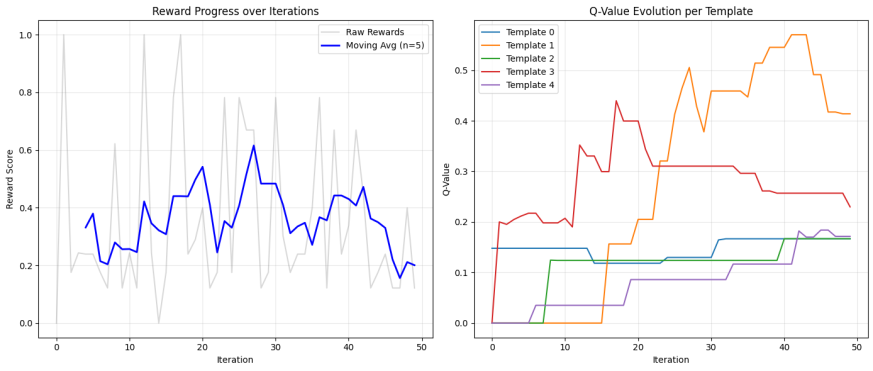 Reward Progress over Iterations
Raw Rewards
Moving Avg (n=5)
Reward Score
1.0
0.8
0.6
0.4
0.2
0.0
0
10
20
30
40
50
Iteration
Q-Value Evolution per Template
Template 0
Template 1
Template 2
Template 3
Template 4
Q-Value
0.5
0.4
0.3
0.2
0.1
0.0
0
10
20
30
40
50
Iteration